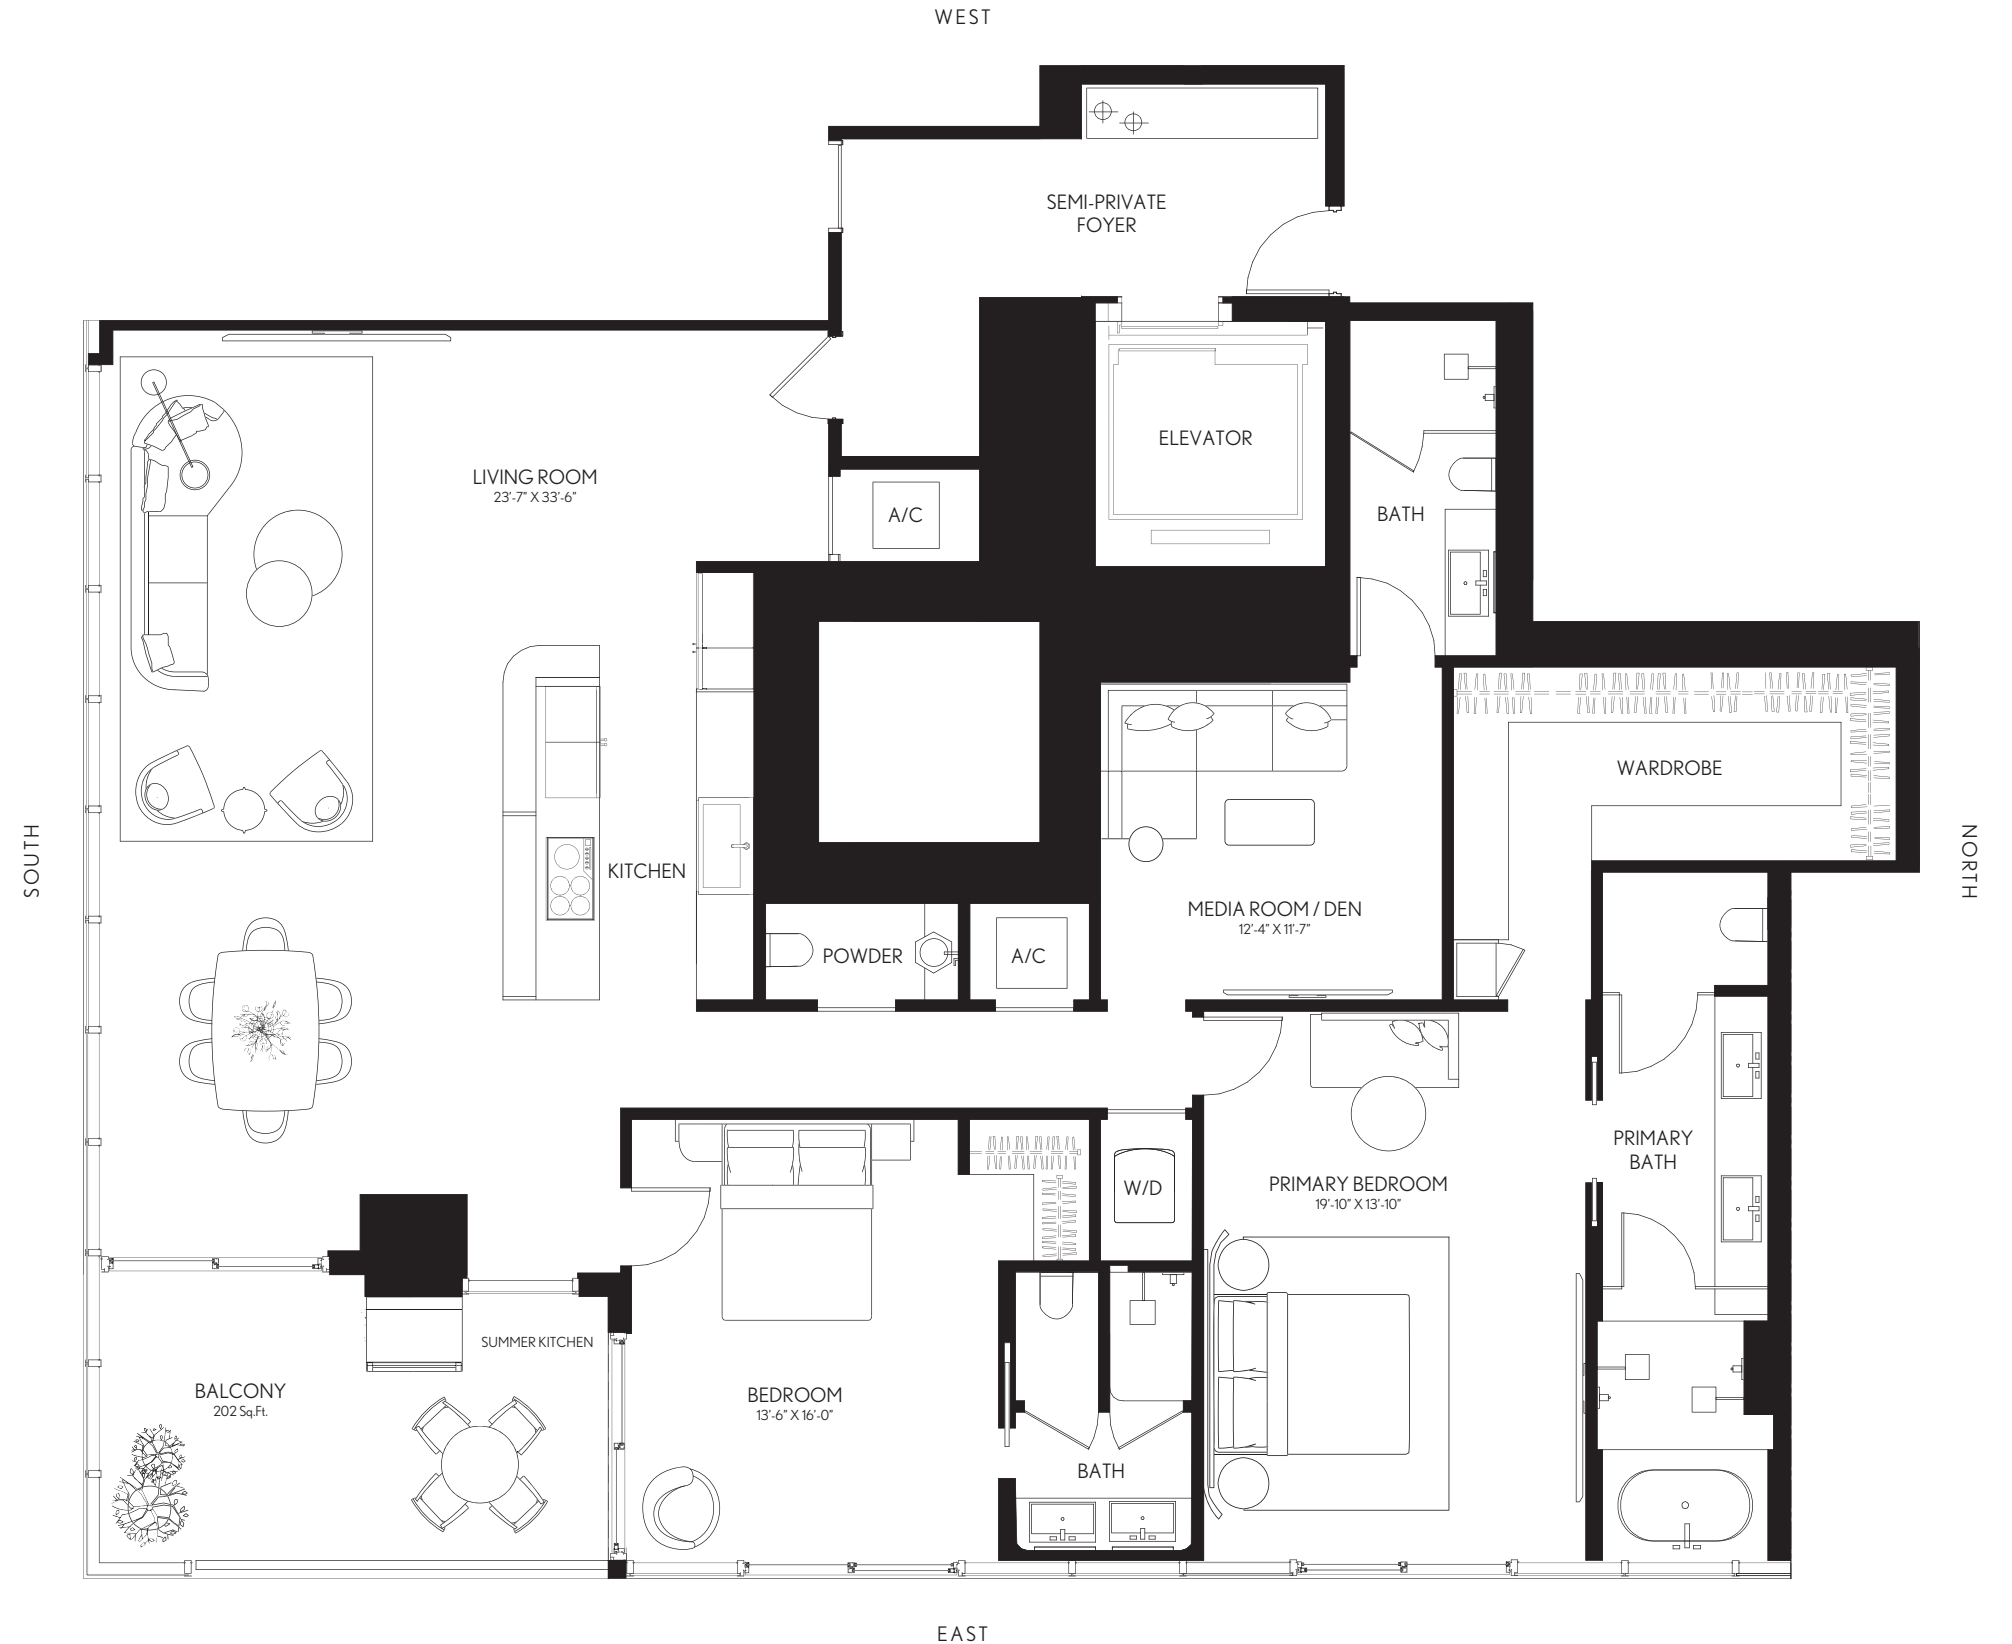 WEST
SEMI-PRIVATE
FOYER
ELEVATOR
LIVING ROOM
23'-7" X 33'-6"
A/C
BATH
WARDROBE
SOUTH
NORTH
KITCHEN
MEDIA ROOM / DEN
12'-4" X 11'-7"
POWDER
A/C
PRIMARY
BATH
W/D
PRIMARY BEDROOM
19'-10" X 13'-10"
SUMMER KITCHEN
BALCONY
202 Sq.Ft.
BEDROOM
13'-6" X 16'-0"
BATH
EAST